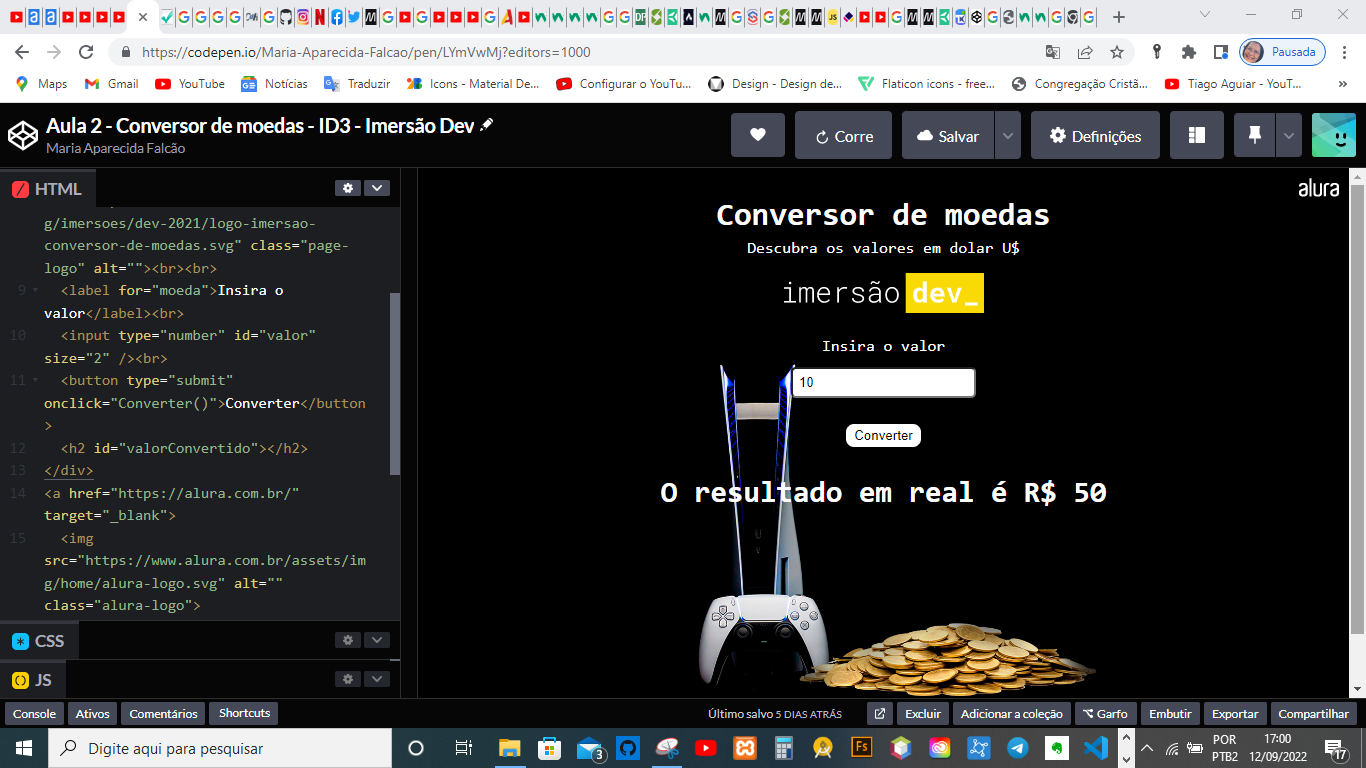 https://codepen.io/Maria-Aparecida-Falcao/pen/LYmVwMj?editors=1000
Pausada
Maps
Gmail
YouTube
Notícias
Traduzir
Icons - Material De...
Configurar o YouTu...
Design - Design de...
Flaticon icons - free...
Congregação Cristã...
Tiago Aguiar - YouT...
»
Aula 2 - Conversor de moedas - ID3 - Imersão Dev
Maria Aparecida Falcão
Corre
Salvar
Definições
HTML
g/imersoes/dev-2021/logo-imersao-
conversor-de-moedas.svg" class="page-
logo" alt=""><br><br>
9 <label for="moeda">Insira o
valor</label><br>
10 <input type="number" id="valor"
size="2" /><br>
11 <button type="submit"
onclick="Converter()">Converter</button
>
12 <h2 id="valorConvertido"></h2>
13 </div>
14 <a href="https://alura.com.br/"
target="_blank">
15 <img
src="https://www.alura.com.br/assets/im
g/home/alura-logo.svg" alt=""
class="alura-logo">
CSS
JS
alura
Conversor de moedas
Descubra os valores em dolar U$
imersão dev_
Insira o valor
10
Converter
O resultado em real é R$ 50
Console
Ativos
Comentários
Shortcuts
Último salvo 5 DIAS ATRÁS
Excluir
Adicionar a coleção
Garfo
Embutir
Exportar
Compartilhar
Digite aqui para pesquisar
3
Fs
POR
PTB2
17:00
12/09/2022
17